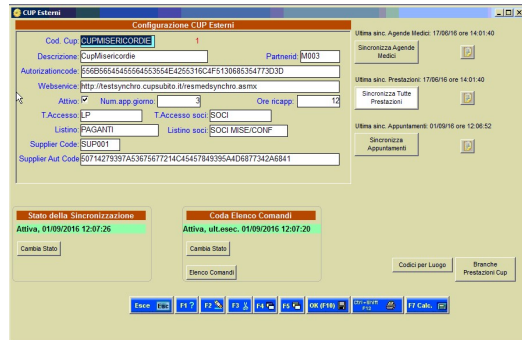 CUP Esterni
Configurazione CUP Esterni
Cod. Cup: CUPMISERICORDIE 1
Descrizione: CupMisericordie Partnerid: M003
Autorizationcode: 556B56545455564553554E4255316C4F5130685354773D3D
Webservice: http://testsynchro.cupsubito.it/resmedsynchro.asmx
Attivo: Num.app.giorno: 3 Ore ricapp: 12
T.Accesso: LP T.Accesso soci: SOCI
Listino: PAGANTI Listino soci: SOCI MISE/CONF
Supplier Code: SUP001
Supplier Aut Code 50714279397A53675677214C45457849395A4D6877342A6841
Ultima sinc. Agende Medici: 17/06/16 ore 14:01:40
Sincronizza Agende
Medici
Ultima sinc. Prestazioni: 17/06/16 ore 14:01:40
Sincronizza Tutte
Prestazioni
Ultima sinc. Appuntamenti: 01/09/16 ore 12:06:52
Sincronizza
Appuntamenti
Stato della Sincronizzazione
Attiva, 01/09/2016 12:07:26
Cambia Stato
Coda Elenco Comandi
Attiva, ult.esec. 01/09/2016 12:07:20
Cambia Stato
Elenco Comandi
Codici per Luogo
Branche
Prestazioni Cup
Esce Esc F1 ? F2 F3 F4 F5 OK (F10) Ctrl+Shift
F12 F7 Calc.